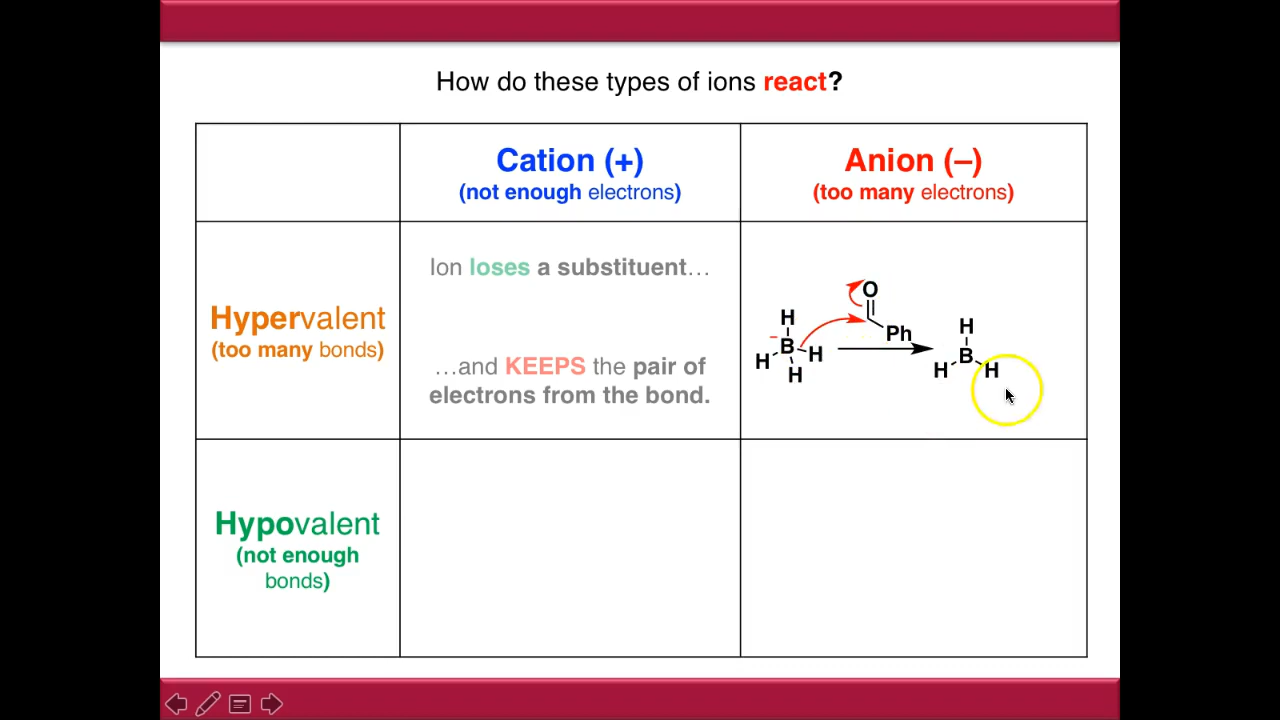 How do these types of ions react?
Cation (+)
(not enough electrons)
Anion (–)
(too many electrons)
Hypervalent
(too many bonds)
Ion loses a substituent…
…and KEEPS the pair of
electrons from the bond.
O
Ph
H
– B
H H
H
H
B
H H
Hypovalent
(not enough
bonds)